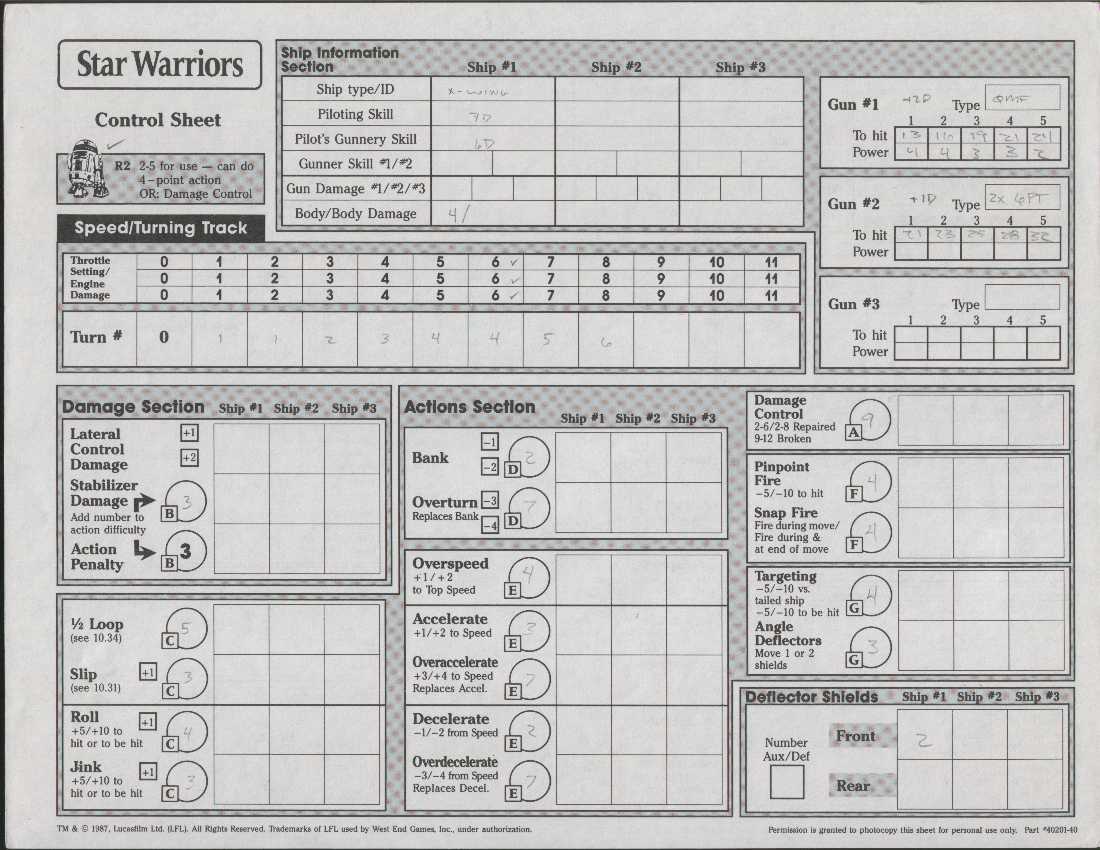 Star Warriors
Control Sheet
R2 2-5 for use — can do
4-point action
OR: Damage Control
Ship Information
Section Ship #1 Ship #2 Ship #3
Ship type/ID X-WING
Piloting Skill 7D
Pilot's Gunnery Skill 6D
Gunner Skill #1/#2
Gun Damage #1/#2/#3
Body/Body Damage 4/
Gun #1 +2D Type
1 2 3 4 5
To hit 13 19 21 24
Power 4 4 3 3 2
Gun #2 +1D Type 2x 6PT
1 2 3 4 5
To hit 21 23 25 28 32
Power
Gun #3 Type
1 2 3 4 5
To hit
Power
Speed/Turning Track
Throttle
Setting/
Engine
Damage
0 1 2 3 4 5 6 ✓ 7 8 9 10 11
0 1 2 3 4 5 6 ✓ 7 8 9 10 11
0 1 2 3 4 5 6 ✓ 7 8 9 10 11
Turn # 0 1 1 2 3 4 4 5 6
Damage Section Ship #1 Ship #2 Ship #3
Lateral +1
Control
Damage +2
Stabilizer
Damage B 3
Add number to
action difficulty
Action
Penalty B 3
½ Loop
(see 10.34) C 5
Slip +1
(see 10.31) C 3
Roll +1
+5/+10 to
hit or to be hit C 4
Jink +1
+5/+10 to
hit or to be hit C 3
Actions Section Ship #1 Ship #2 Ship #3
Bank -1 -2 D 2
Overturn -3
Replaces Bank -4 D 7
Overspeed
+1/+2
to Top Speed E 4
Accelerate
+1/+2 to Speed E 3
Overaccelerate
+3/+4 to Speed
Replaces Accel. E 7
Decelerate
-1/-2 from Speed E 2
Overdecelerate
-3/-4 from Speed
Replaces Decel. E 7
Damage
Control
2-6/2-8 Repaired
9-12 Broken A 9
Pinpoint
Fire
-5/-10 to hit F 4
Snap Fire
Fire during move/
Fire during &
at end of move F 4
Targeting
-5/-10 vs.
tailed ship
-5/-10 to be hit G 4
Angle
Deflectors
Move 1 or 2
shields G 3
Deflector Shields Ship #1 Ship #2 Ship #3
Number
Aux/Def
Front 2
Rear
TM & © 1987, Lucasfilm Ltd. (LFL). All Rights Reserved. Trademarks of LFL used by West End Games, Inc., under authorization.
Permission is granted to photocopy this sheet for personal use only. Part #40201-40